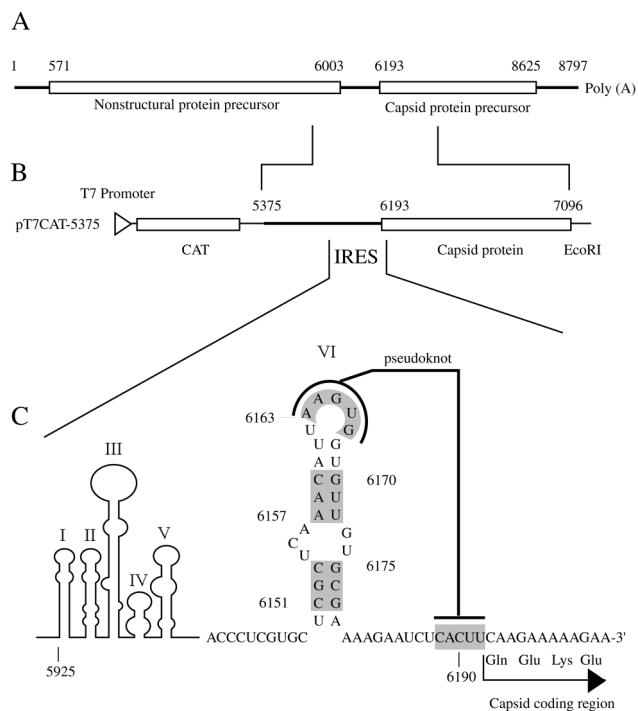 A
1 571 6003 6193 8625 8797
Nonstructural protein precursor Capsid protein precursor Poly (A)
B
T7 Promoter
5375 6193 7096
pT7CAT-5375
CAT Capsid protein EcoRI
IRES
VI
pseudoknot
C
A G
6163 A U
U G
U G
III
A U
C G 6170
A U
6157 A U
I II V
A G
C U
U
6175
IV
C G
G C
6151 C G
U A
ACCCUCGUGC AAAGAAUCUCACUUCAAGAAAAAGAA-3'
Gln Glu Lys Glu
5925 6190
Capsid coding region